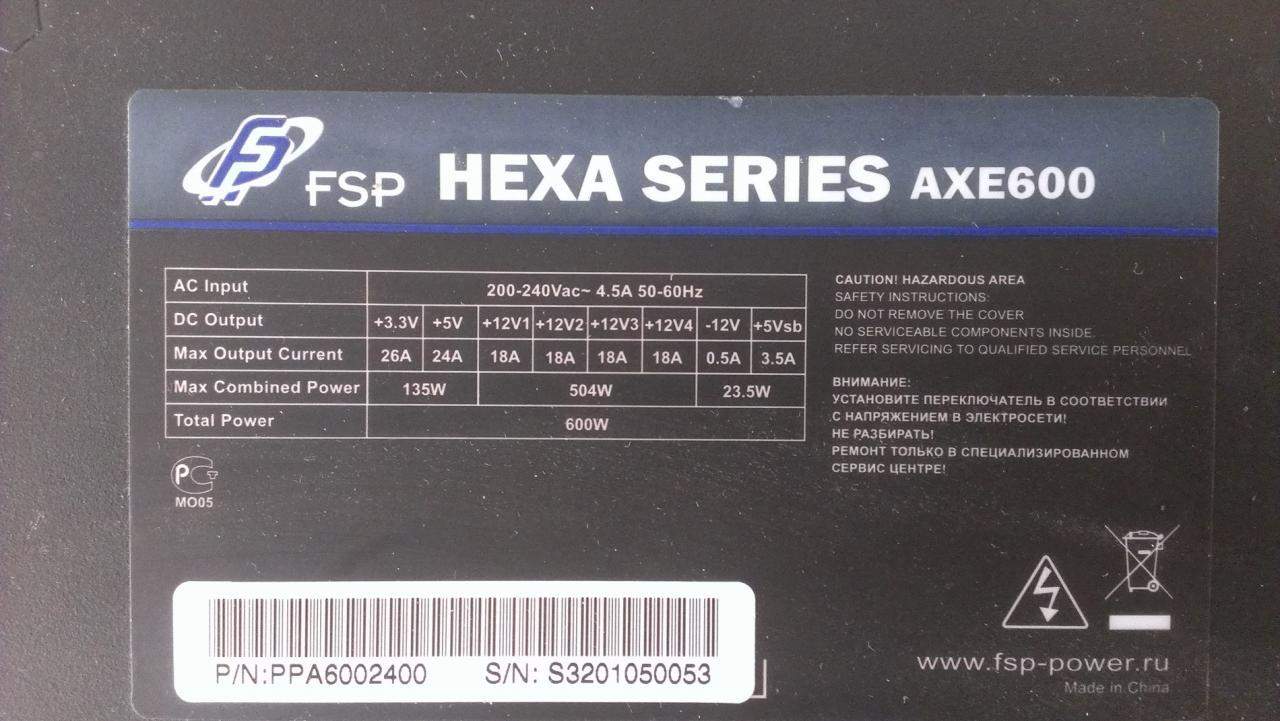 FSP HEXA SERIES AXE600
AC Input 200-240Vac~ 4.5A 50-60Hz
DC Output +3.3V +5V +12V1 +12V2 +12V3 +12V4 -12V +5Vsb
Max Output Current 26A 24A 18A 18A 18A 18A 0.5A 3.5A
Max Combined Power 135W 504W 23.5W
Total Power 600W
CAUTION! HAZARDOUS AREA
SAFETY INSTRUCTIONS:
DO NOT REMOVE THE COVER
NO SERVICEABLE COMPONENTS INSIDE.
REFER SERVICING TO QUALIFIED SERVICE PERSONNEL
ВНИМАНИЕ:
УСТАНОВИТЕ ПЕРЕКЛЮЧАТЕЛЬ В СООТВЕТСТВИИ
С НАПРЯЖЕНИЕМ В ЭЛЕКТРОСЕТИ!
НЕ РАЗБИРАТЬ!
РЕМОНТ ТОЛЬКО В СПЕЦИАЛИЗИРОВАННОМ
СЕРВИС ЦЕНТРЕ!
МО05
P/N:PPA6002400 S/N: S3201050053
www.fsp-power.ru
Made in China